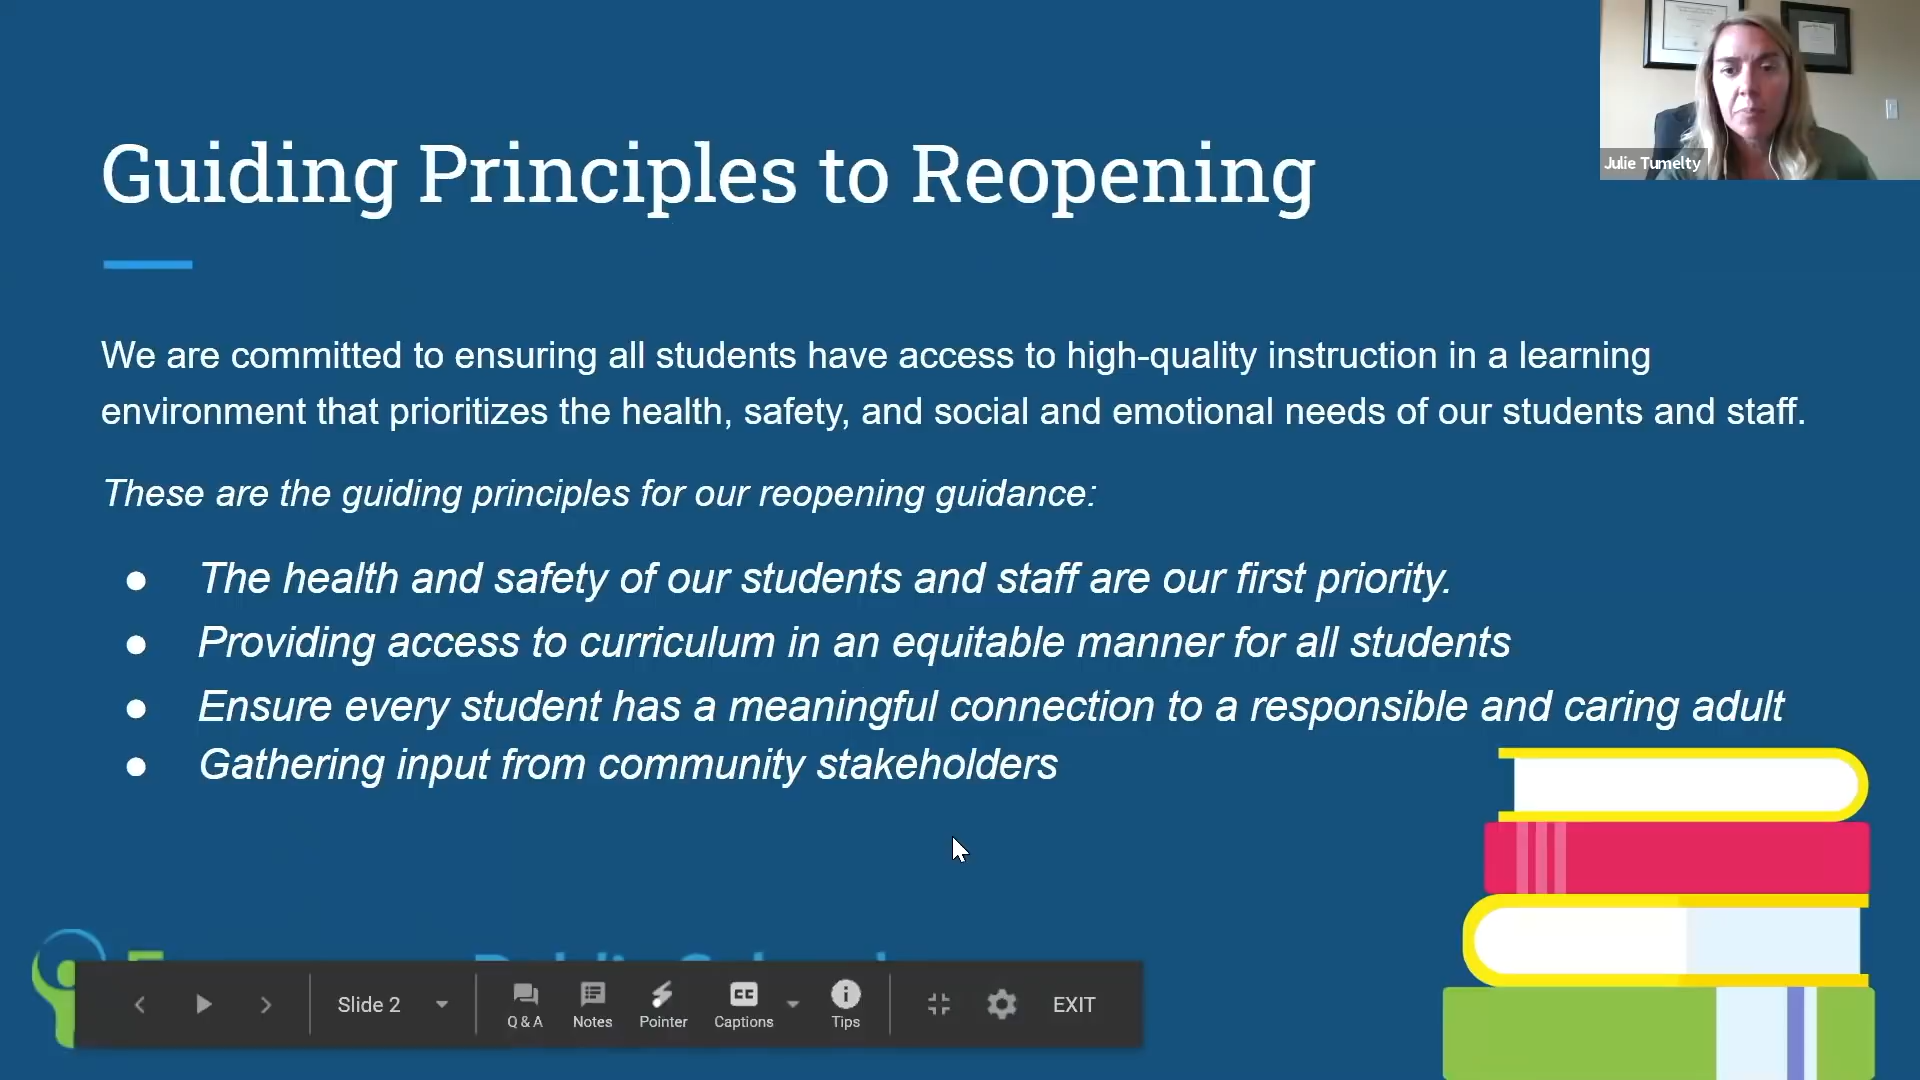 Guiding Principles to Reopening
Julie Tumelty
We are committed to ensuring all students have access to high-quality instruction in a learning
environment that prioritizes the health, safety, and social and emotional needs of our students and staff.
These are the guiding principles for our reopening guidance:
● The health and safety of our students and staff are our first priority.
● Providing access to curriculum in an equitable manner for all students
● Ensure every student has a meaningful connection to a responsible and caring adult
● Gathering input from community stakeholders
Slide 2
Q & A
Notes
Pointer
CC
Captions
Tips
EXIT